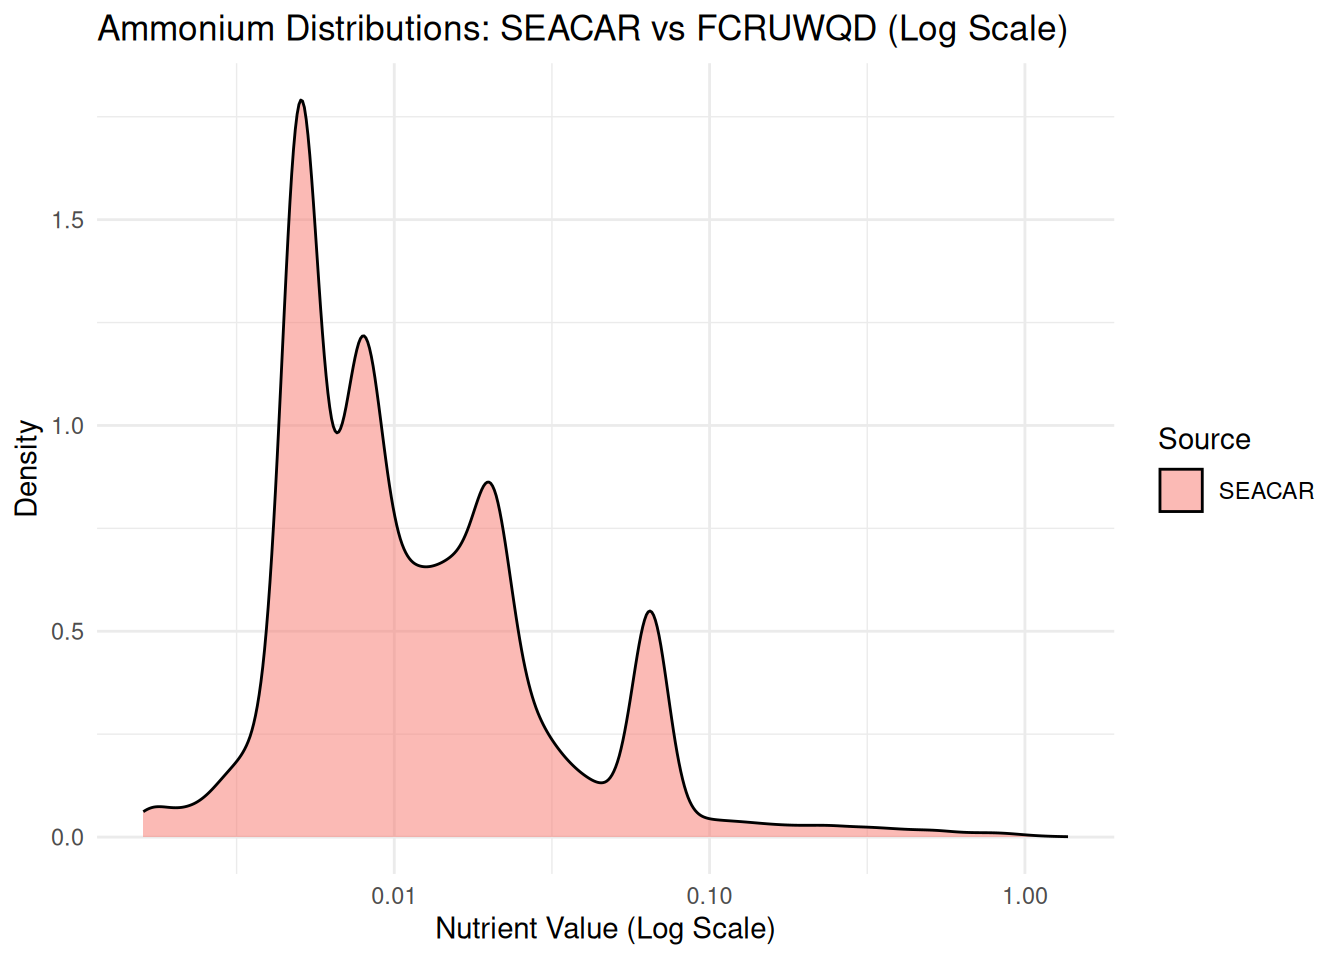 Ammonium Distributions: SEACAR vs FCRUWQD (Log Scale)
Density
1.5
1.0
0.5
0.0
0.01
0.10
1.00
Nutrient Value (Log Scale)
Source
SEACAR